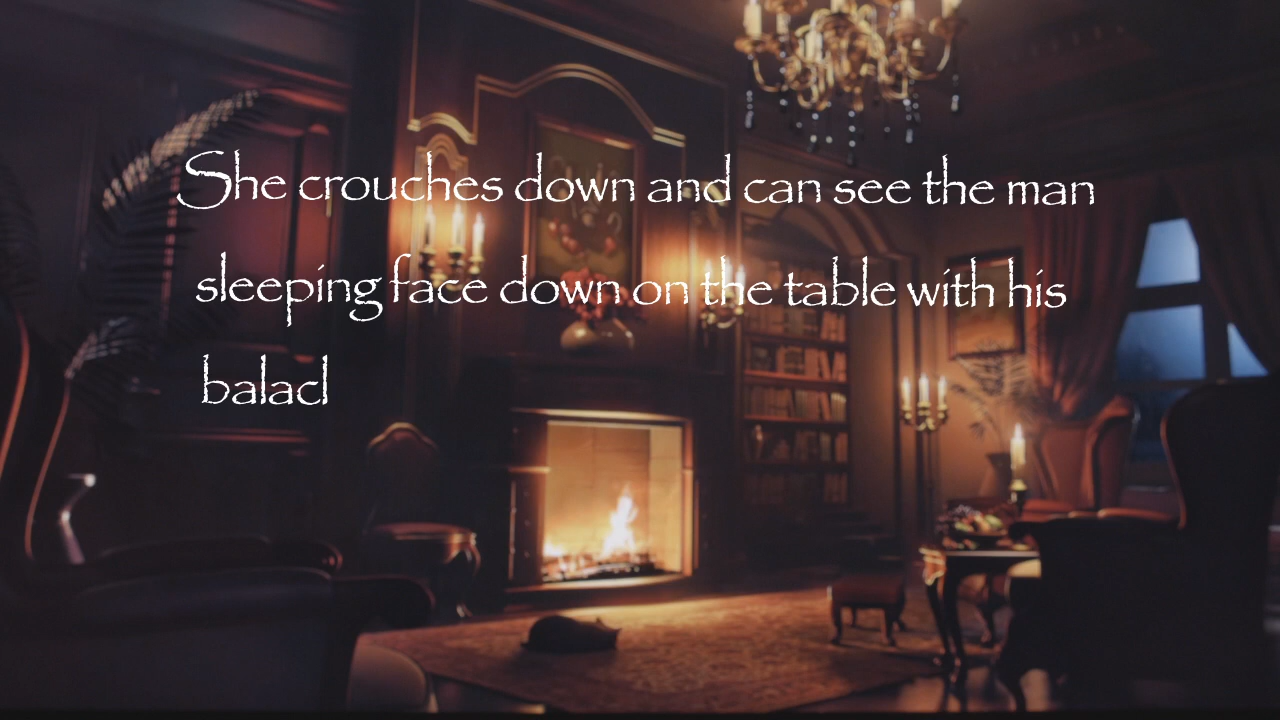 She crouches down and can see the man
sleeping face down on the table with his
balacl